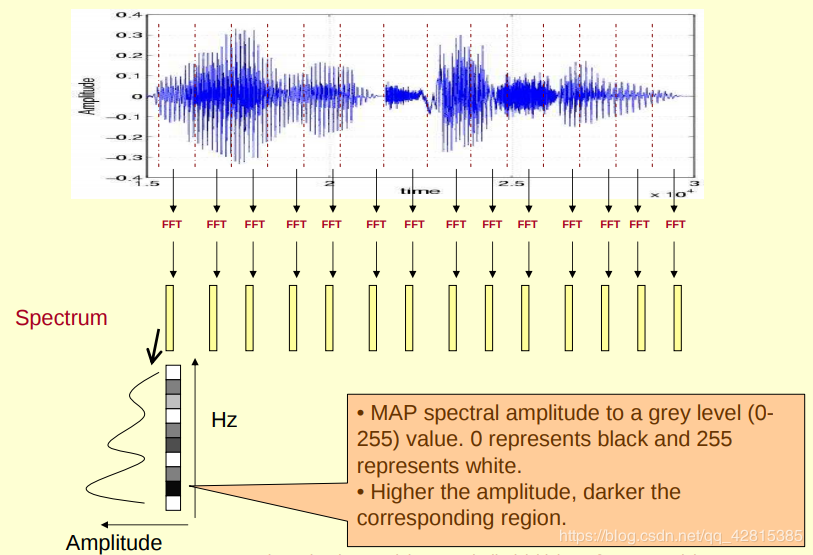 0.4
0.3
0.2
0.1
0
-0.1
-0.2
-0.3
-0.4
Amplitude
1.5 2 2.5 3
time
x 10⁴
FFT FFT FFT FFT FFT FFT FFT FFT FFT FFT FFT FFT FFT FFT
Spectrum
Hz
• MAP spectral amplitude to a grey level (0-
255) value. 0 represents black and 255
represents white.
• Higher the amplitude, darker the
corresponding region.
Amplitude
https://blog.csdn.net/qq_42815385